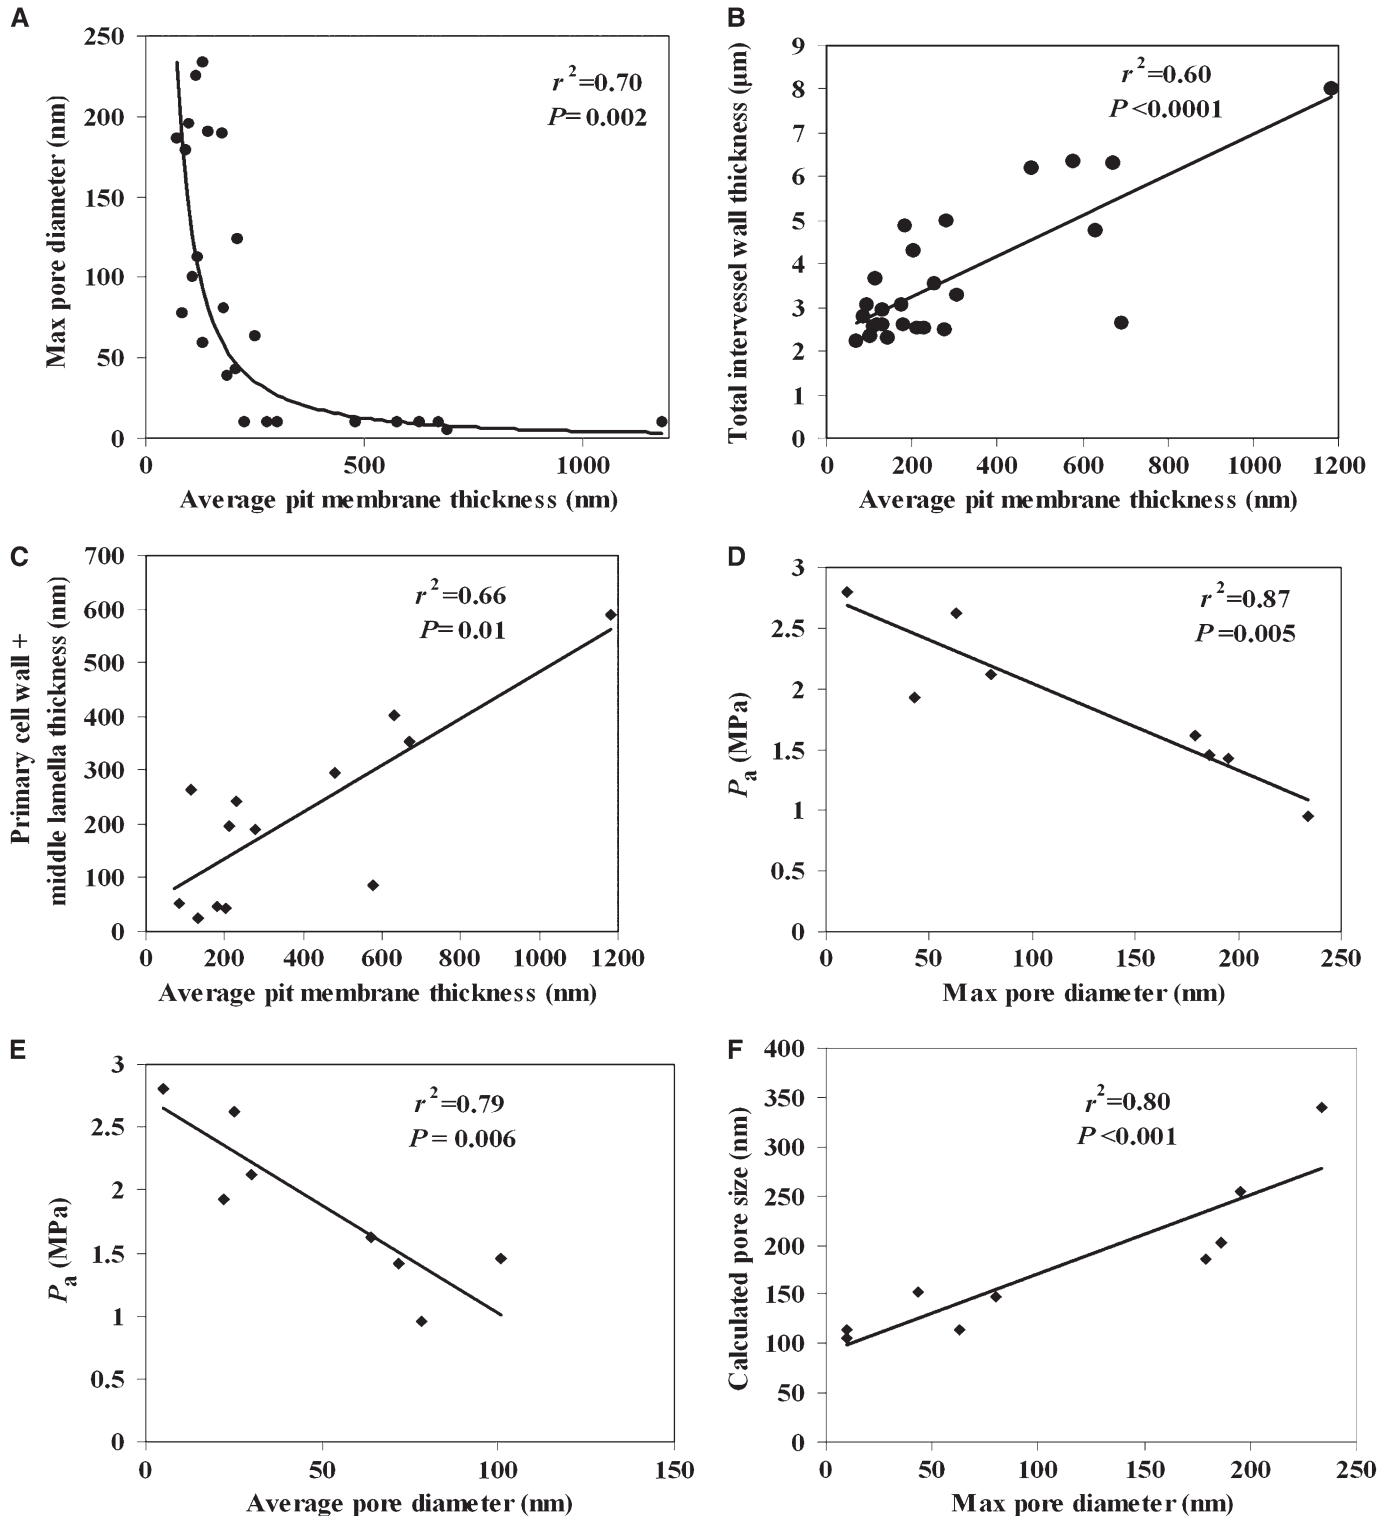 A
250
200
150
100
50
0
Max pore diameter (nm)
r²=0.70
P= 0.002
0 500 1000
Average pit membrane thickness (nm)
B
9
8
7
6
5
4
3
2
1
0
Total intervessel wall thickness (µm)
r²=0.60
P<0.0001
0 200 400 600 800 1000 1200
Average pit membrane thickness (nm)
C
700
600
500
400
300
200
100
0
Primary cell wall +
middle lamella thickness (nm)
r²=0.66
P= 0.01
0 200 400 600 800 1000 1200
Average pit membrane thickness (nm)
D
3
2.5
2
1.5
1
0.5
0
Pa (MPa)
r²=0.87
P=0.005
0 50 100 150 200 250
Max pore diameter (nm)
E
3
2.5
2
1.5
1
0.5
0
Pa (MPa)
r²=0.79
P= 0.006
0 50 100 150
Average pore diameter (nm)
F
400
350
300
250
200
150
100
50
0
Calculated pore size (nm)
r²=0.80
P<0.001
0 50 100 150 200 250
Max pore diameter (nm)